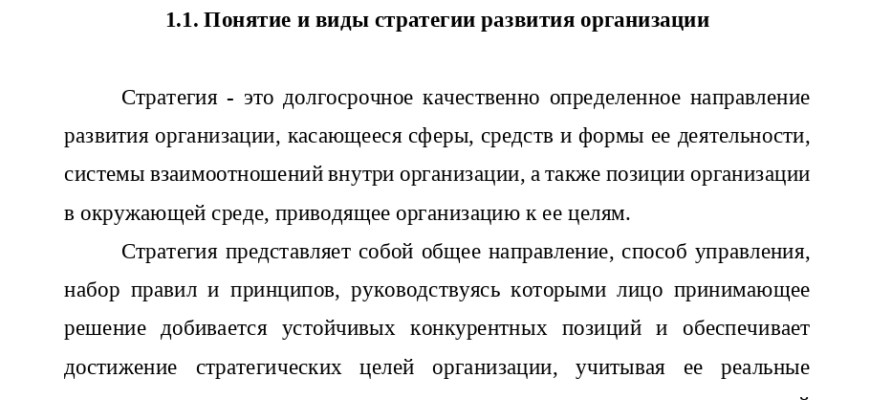 1.1. Понятие и виды стратегии развития организации
Стратегия - это долгосрочное качественно определенное направление
развития организации, касающееся сферы, средств и формы ее деятельности,
системы взаимоотношений внутри организации, а также позиции организации
в окружающей среде, приводящее организацию к ее целям.
Стратегия представляет собой общее направление, способ управления,
набор правил и принципов, руководствуясь которыми лицо принимающее
решение добивается устойчивых конкурентных позиций и обеспечивает
достижение стратегических целей организации, учитывая ее реальные